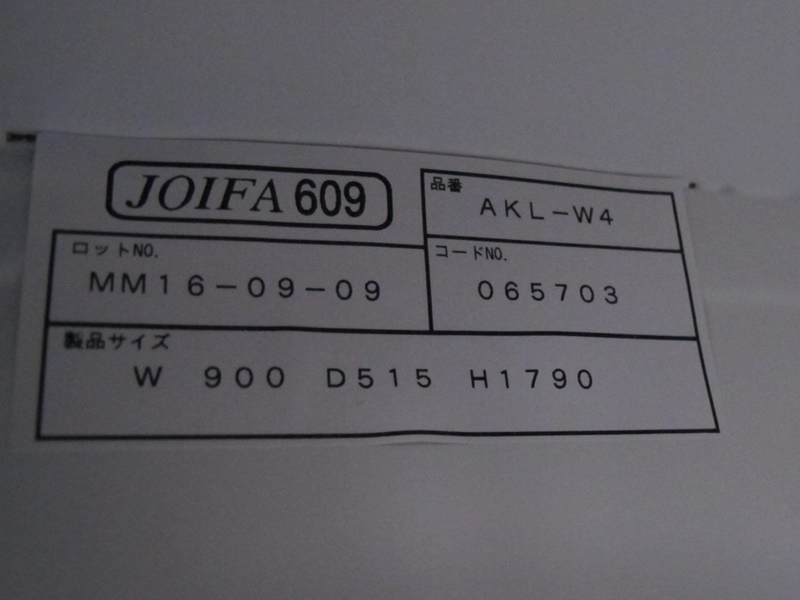 JOIFA 609
品番
AKL-W4
ロットNO.
MM16-09-09
コードNO.
065703
製品サイズ
W 900 D515 H1790